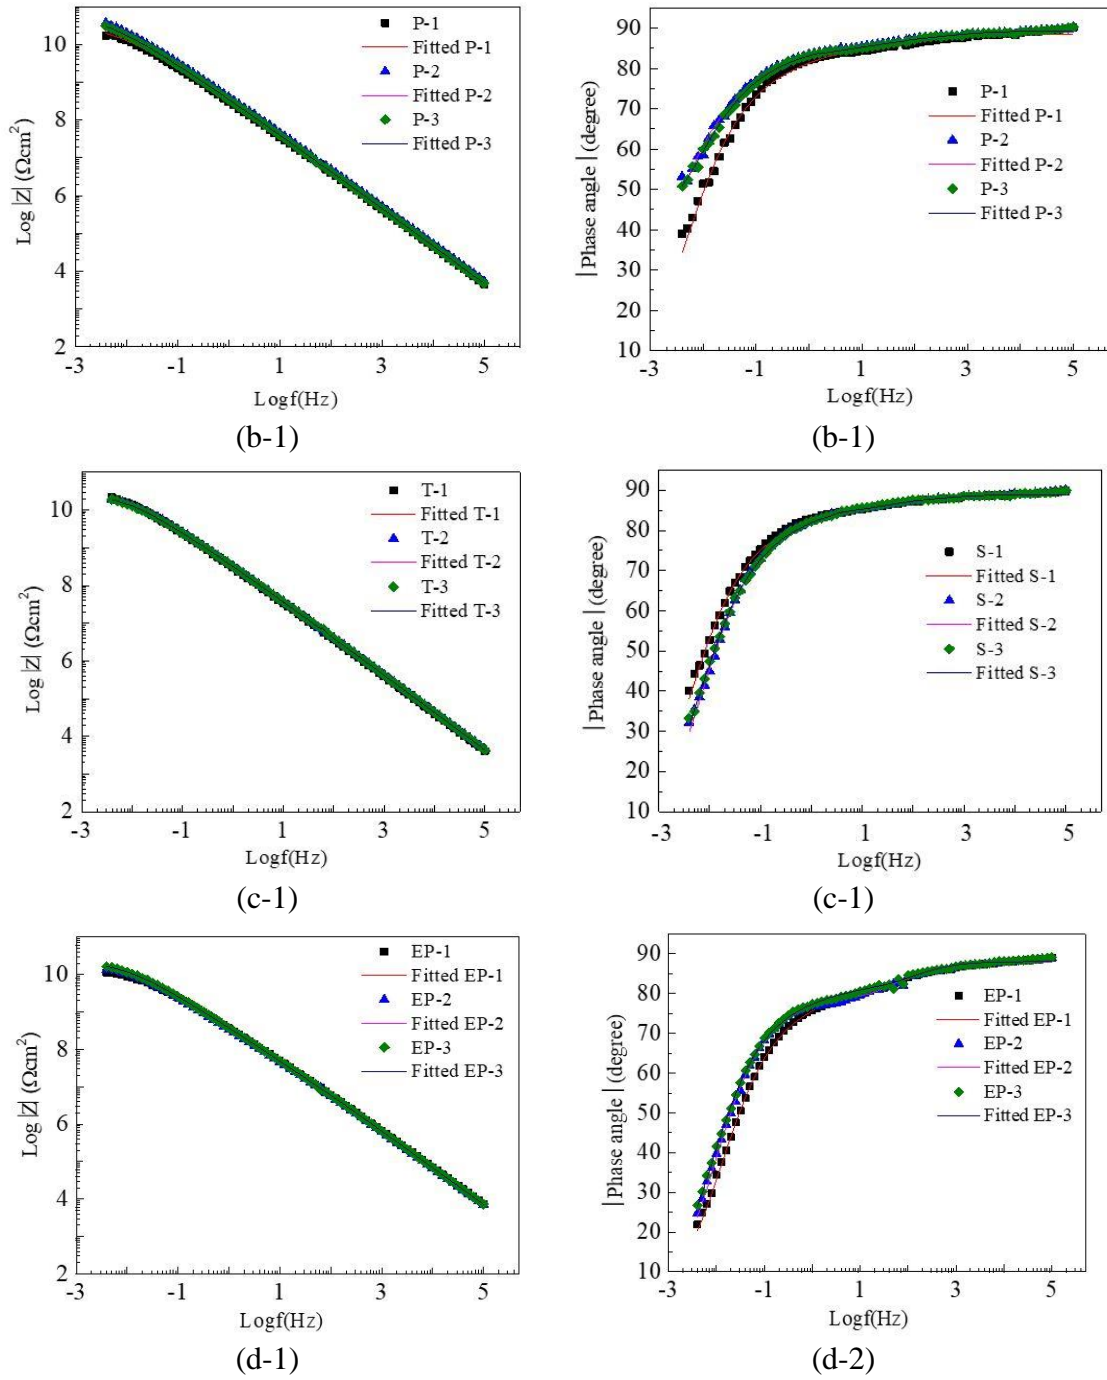 10
8
6
4
2
-3
-1
1
3
5
Log |Z| (Ωcm²)
Logf(Hz)
P-1
Fitted P-1
P-2
Fitted P-2
P-3
Fitted P-3
(b-1)
90
80
70
60
50
40
30
20
10
-3
-1
1
3
5
|Phase angle| (degree)
Logf(Hz)
P-1
Fitted P-1
P-2
Fitted P-2
P-3
Fitted P-3
(b-1)
10
8
6
4
2
-3
-1
1
3
5
Log |Z| (Ωcm²)
Logf(Hz)
T-1
Fitted T-1
T-2
Fitted T-2
T-3
Fitted T-3
(c-1)
90
80
70
60
50
40
30
20
10
-3
-1
1
3
5
|Phase angle| (degree)
Logf(Hz)
S-1
Fitted S-1
S-2
Fitted S-2
S-3
Fitted S-3
(c-1)
10
8
6
4
2
-3
-1
1
3
5
Log |Z| (Ωcm²)
Logf(Hz)
EP-1
Fitted EP-1
EP-2
Fitted EP-2
EP-3
Fitted EP-3
(d-1)
90
80
70
60
50
40
30
20
10
-3
-1
1
3
5
|Phase angle| (degree)
Logf(Hz)
EP-1
Fitted EP-1
EP-2
Fitted EP-2
EP-3
Fitted EP-3
(d-2)